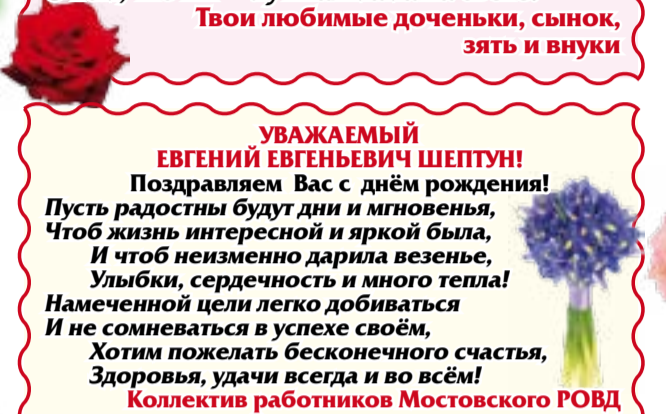 Твои любимые доченьки, сынок,
зять и внуки
УВАЖАЕМЫЙ
ЕВГЕНИЙ ЕВГЕНЬЕВИЧ ШЕПТУН!
Поздравляем Вас с днём рождения!
Пусть радостны будут дни и мгновенья,
Чтоб жизнь интересной и яркой была,
И чтоб неизменно дарила везенье,
Улыбки, сердечность и много тепла!
Намеченной цели легко добиваться
И не сомневаться в успехе своём,
Хотим пожелать бесконечного счастья,
Здоровья, удачи всегда и во всём!
Коллектив работников Мостовского РОВД